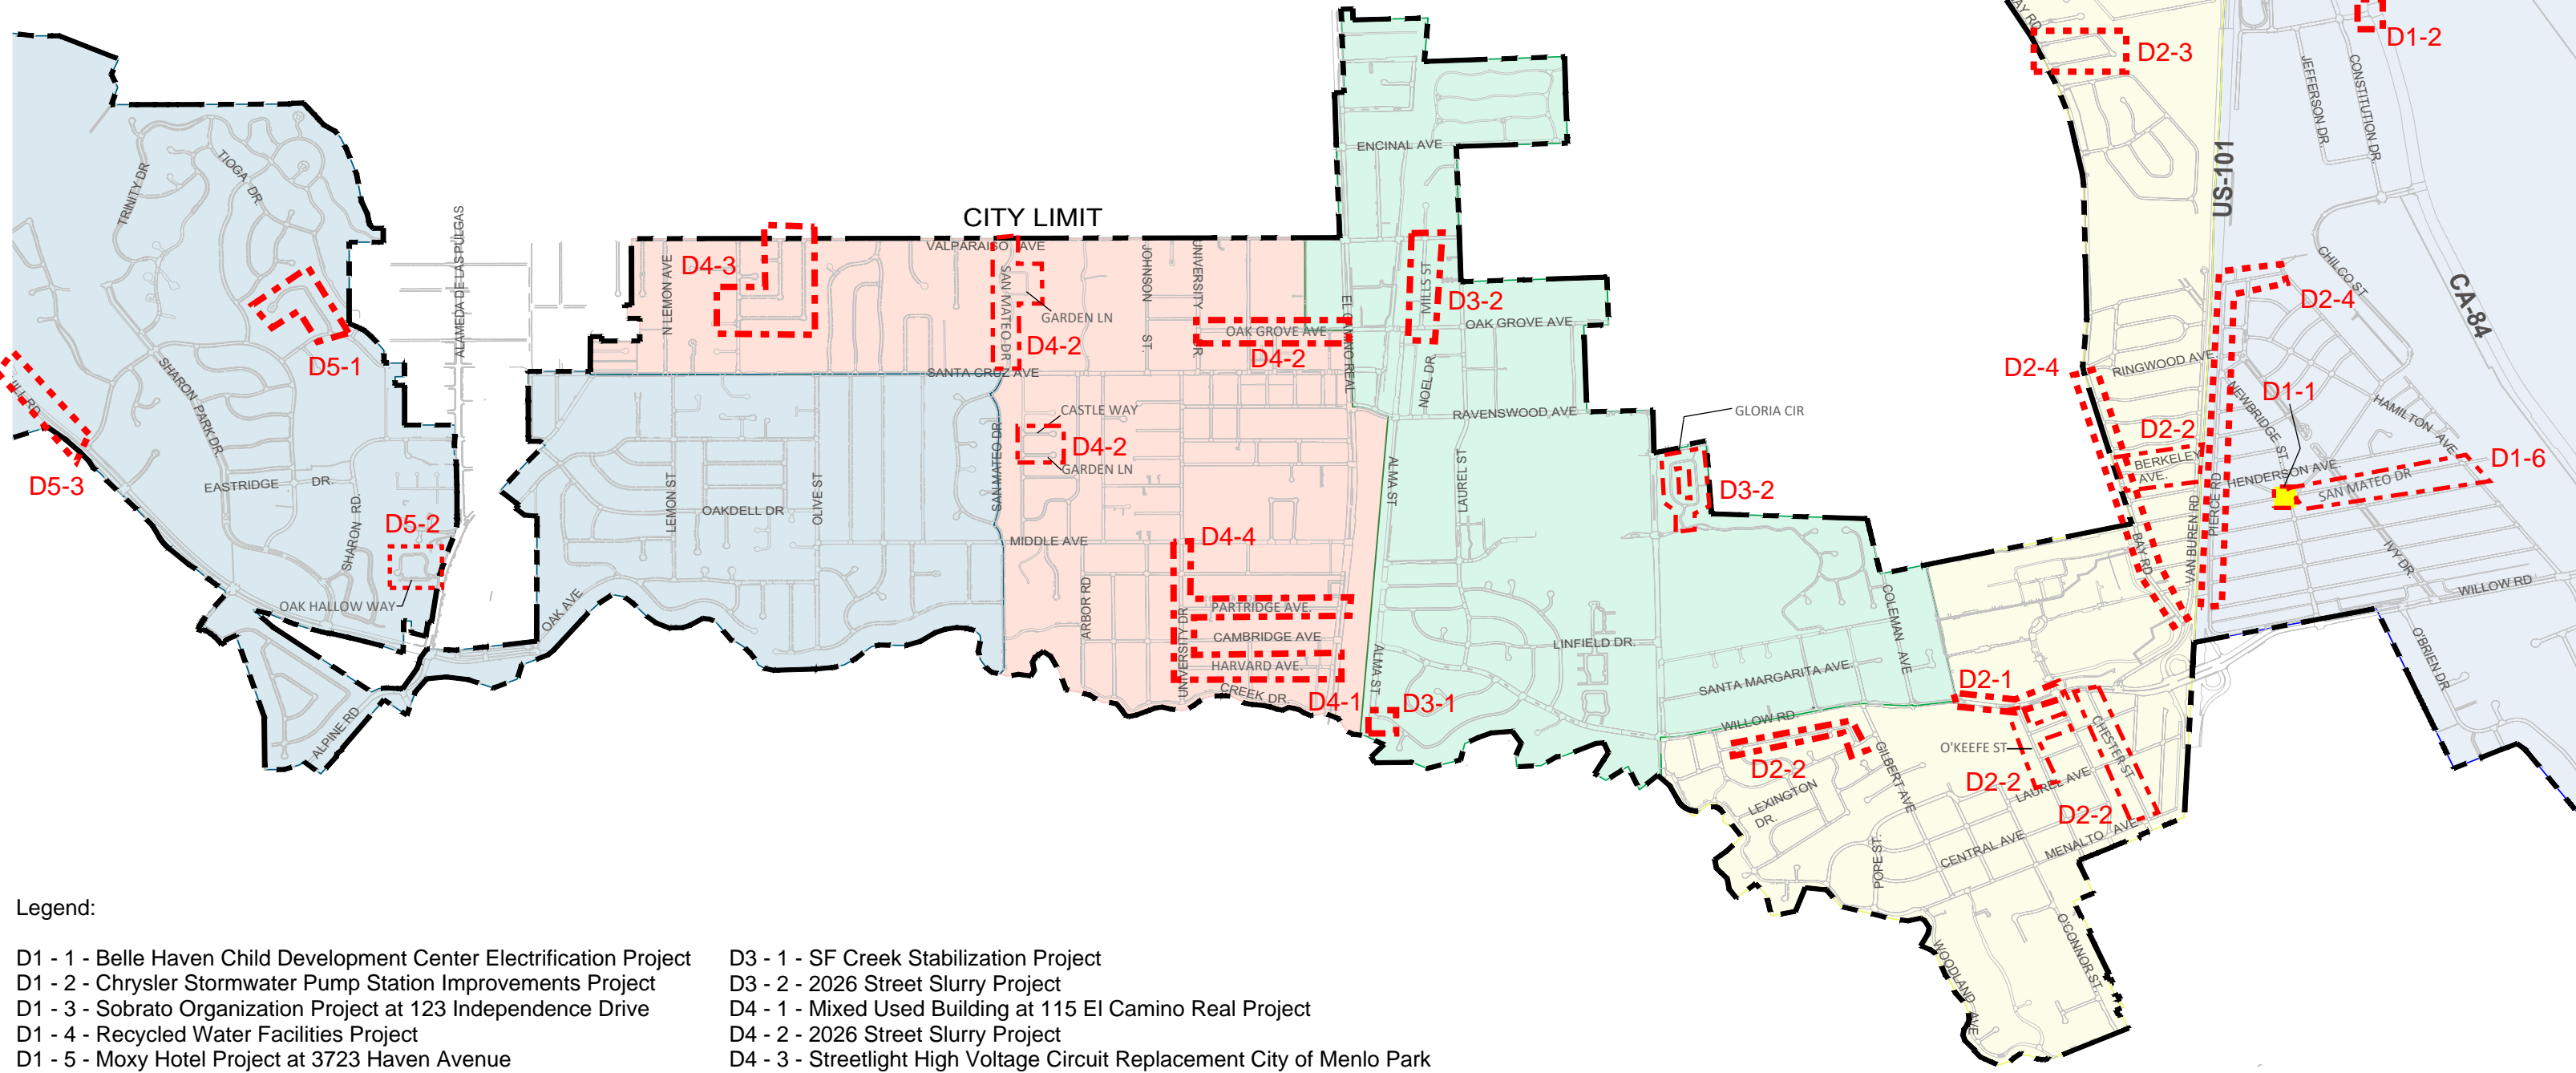 BAY RD
D2-3
D1-2
JEFFERSON DR.
CONSTITUTION DR
US-101
ENCINAL AVE
TRINITY DR
TIOGA DR.
ALAMEDA DE LAS PULGAS
CITY LIMIT
VALPARAISO AVE
N LEMON AVE
D4-3
SAN MATEO DR
GARDEN LN
JOHNSON ST.
UNIVERSITY DR.
OAK GROVE AVE
D4-2
D4-2
EL CAMINO REAL
MILLS ST
D3-2
OAK GROVE AVE
NOEL DR.
CHILCO ST
CA-84
D2-4
D5-1
SHARON PARK DR.
SANTA CRUZ AVE
RAVENSWOOD AVE
D2-4
RINGWOOD AVE
NEWBRIDGE ST.
D1-1
HAMILTON AVE
CASTLE WAY
D4-2
GARDEN LN
SAN MATEO DR.
GLORIA CIR
D3-2
D2-2
BERKELEY AVE.
HENDERSON AVE
SAN MATEO DR
D1-6
D5-3
EASTRIDGE DR.
SHARON RD.
D5-2
OAK HALLOW WAY
LEMON ST
OAKDELL DR
OLIVE ST
MIDDLE AVE
D4-4
ALMA ST
LAUREL ST
BAY RD
VAN BUREN RD
PIERCE RD
IVY DR.
WILLOW RD
O'BRIEN DR
OAK AVE
ARBOR RD
UNIVERSITY DR
PARTRIDGE AVE.
CAMBRIDGE AVE
HARVARD AVE.
CREEK DR.
D4-1
ALMA ST
D3-1
LINFIELD DR.
COLEMAN AVE
SANTA MARGARITA AVE.
WILLOW RD
D2-1
ALPINE RD
D2-2
GILBERT AVE
O'KEEFE ST
CHESTER ST
D2-2
LAUREL AVE
D2-2
LEXINGTON DR.
POPE ST.
CENTRAL AVE
MENALTO AVE
WOODLAND AVE
O'CONNOR ST.
Legend:
D1 - 1 - Belle Haven Child Development Center Electrification Project
D1 - 2 - Chrysler Stormwater Pump Station Improvements Project
D1 - 3 - Sobrato Organization Project at 123 Independence Drive
D1 - 4 - Recycled Water Facilities Project
D1 - 5 - Moxy Hotel Project at 3723 Haven Avenue
D3 - 1 - SF Creek Stabilization Project
D3 - 2 - 2026 Street Slurry Project
D4 - 1 - Mixed Used Building at 115 El Camino Real Project
D4 - 2 - 2026 Street Slurry Project
D4 - 3 - Streetlight High Voltage Circuit Replacement City of Menlo Park